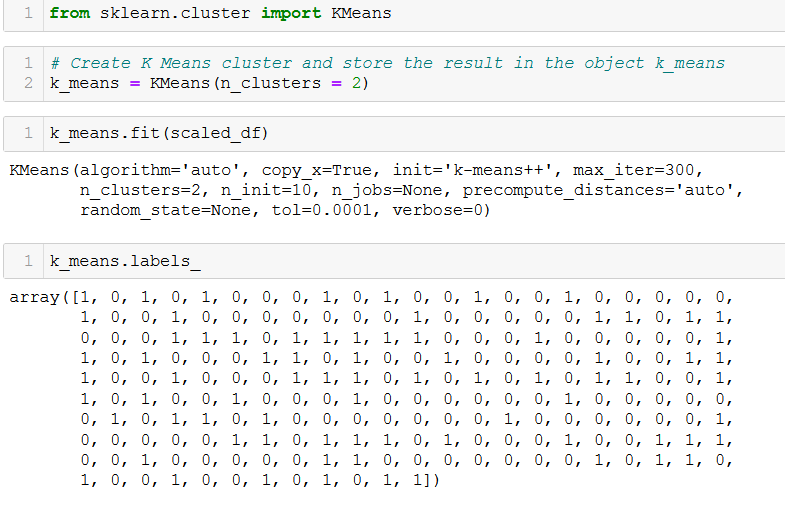 1 from sklearn.cluster import KMeans
1 # Create K Means cluster and store the result in the object k_means
2 k_means = KMeans(n_clusters = 2)
1 k_means.fit(scaled_df)
KMeans(algorithm='auto', copy_x=True, init='k-means++', max_iter=300,
n_clusters=2, n_init=10, n_jobs=None, precompute_distances='auto',
random_state=None, tol=0.0001, verbose=0)
1 k_means.labels_
array([1, 0, 1, 0, 1, 0, 0, 0, 1, 0, 1, 0, 0, 1, 0, 0, 1, 0, 0, 0, 0, 0,
1, 0, 0, 1, 0, 0, 0, 0, 0, 0, 0, 1, 0, 0, 0, 0, 0, 1, 1, 0, 1, 1,
0, 0, 0, 1, 1, 1, 0, 1, 1, 1, 1, 1, 0, 0, 0, 1, 0, 0, 0, 0, 0, 1,
1, 0, 1, 0, 0, 0, 1, 1, 0, 1, 0, 0, 1, 0, 0, 0, 0, 1, 0, 0, 1, 1,
1, 0, 0, 1, 0, 0, 0, 1, 1, 1, 0, 1, 0, 1, 0, 1, 0, 1, 1, 0, 0, 1,
1, 0, 1, 0, 0, 1, 0, 0, 0, 1, 0, 0, 0, 0, 0, 0, 1, 0, 0, 0, 0, 0,
0, 1, 0, 1, 1, 0, 1, 0, 0, 0, 0, 0, 0, 0, 1, 0, 0, 0, 0, 0, 0, 1,
0, 0, 0, 0, 0, 1, 1, 0, 1, 1, 1, 0, 1, 0, 0, 0, 1, 0, 0, 1, 1, 1,
0, 0, 1, 0, 0, 0, 0, 0, 1, 1, 0, 0, 0, 0, 0, 0, 0, 1, 0, 1, 1, 0,
1, 0, 0, 1, 0, 0, 1, 0, 1, 0, 1, 1])